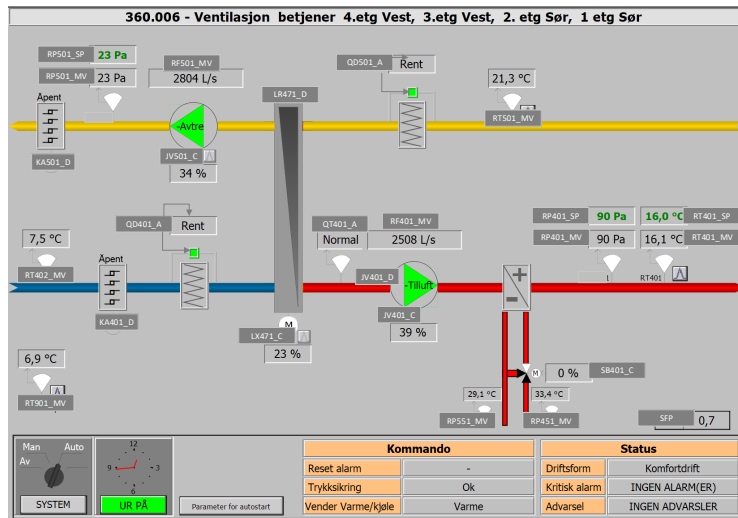 360.006 - Ventilasjon betjener 4.etg Vest, 3.etg Vest, 2. etg Sør, 1 etg Sør
RP501_SP 23 Pa
RF501_MV
QD501_A Rent
RP501_MV 23 Pa
2804 L/s
21,3 °C
Åpent
LR471_D
RT501_MV
-Avtre
KA501_D
JV501_C
34 %
QD401_A Rent
QT401_A
RF401_MV
RP401_SP 90 Pa 16,0 °C RT401_SP
7,5 °C
Normal
2508 L/s
RP401_MV 90 Pa 16,1 °C RT401_MV
RT402_MV
Åpent
JV401_D
-Tilluft
RT401
KA401_D
M
JV401_C
LX471_C
39 %
23 %
6,9 °C
M
0 %
SB401_C
RT901_MV
29,1 °C
33,4 °C
RP551_MV
RP451_MV
SFP 0,7
Man Auto
Av
SYSTEM
12
9 3
6
UR PÅ
Parameter for autostart
Kommando
Reset alarm -
Trykksikring Ok
Vender Varme/kjøle Varme
Status
Driftsform Komfortdrift
Kritisk alarm INGEN ALARM(ER)
Advarsel INGEN ADVARSLER